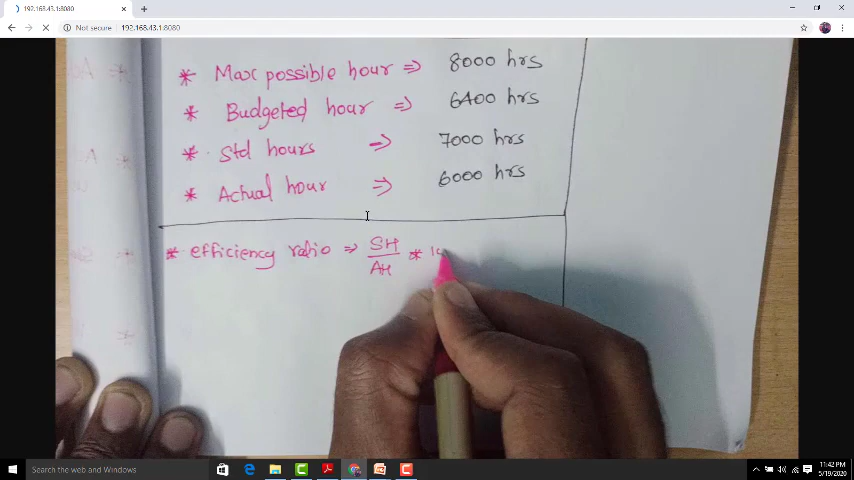 192.168.43.1:8080
Not secure
192.168.43.1:8080
* Max possible hour => 8000 hrs
* Budgeted hour => 6400 hrs
* Std hours => 7000 hrs
* Actual hour => 6000 hrs
* efficiency ratio => SH
AH * 10
Search the web and Windows
11:42 PM
5/19/2020